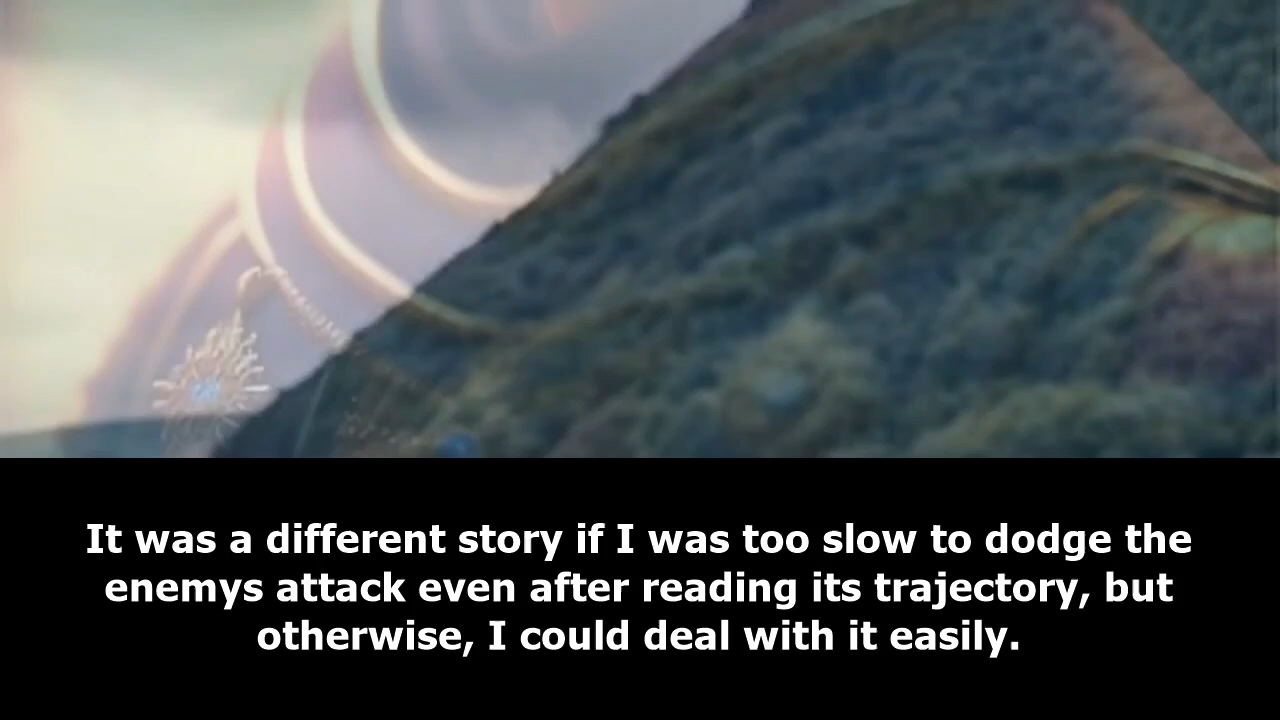 It was a different story if I was too slow to dodge the
enemys attack even after reading its trajectory, but
otherwise, I could deal with it easily.